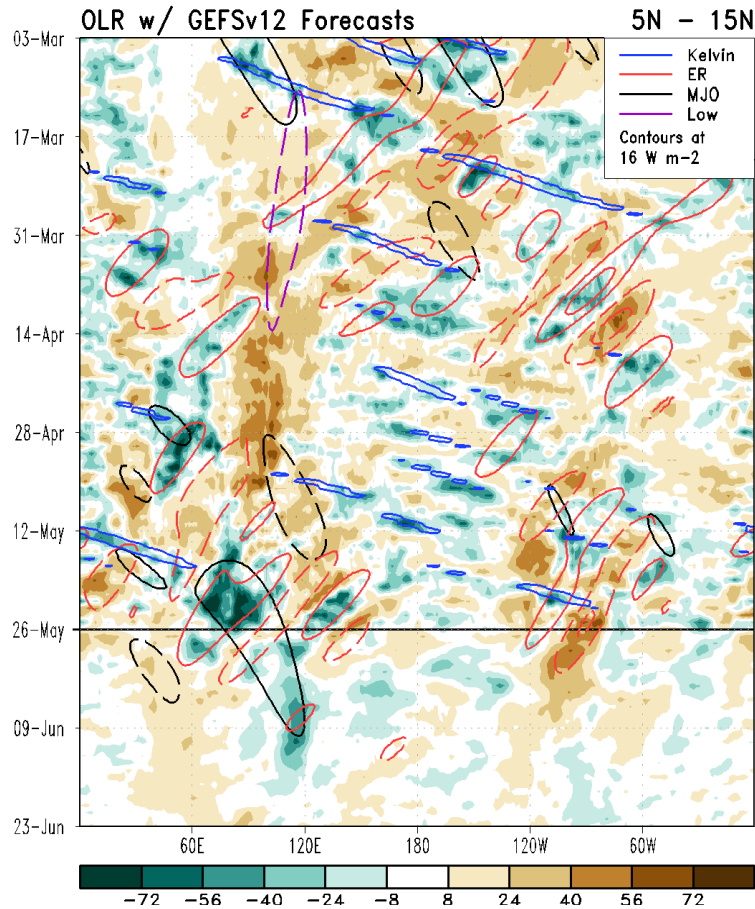 OLR w/ GEFSv12 Forecasts 5N - 15N
Kelvin
ER
MJO
Low
Contours at
16 W m-2
03-Mar
17-Mar
31-Mar
14-Apr
28-Apr
12-May
26-May
09-Jun
23-Jun
60E 120E 180 120W 60W
-72 -56 -40 -24 -8 8 24 40 56 72